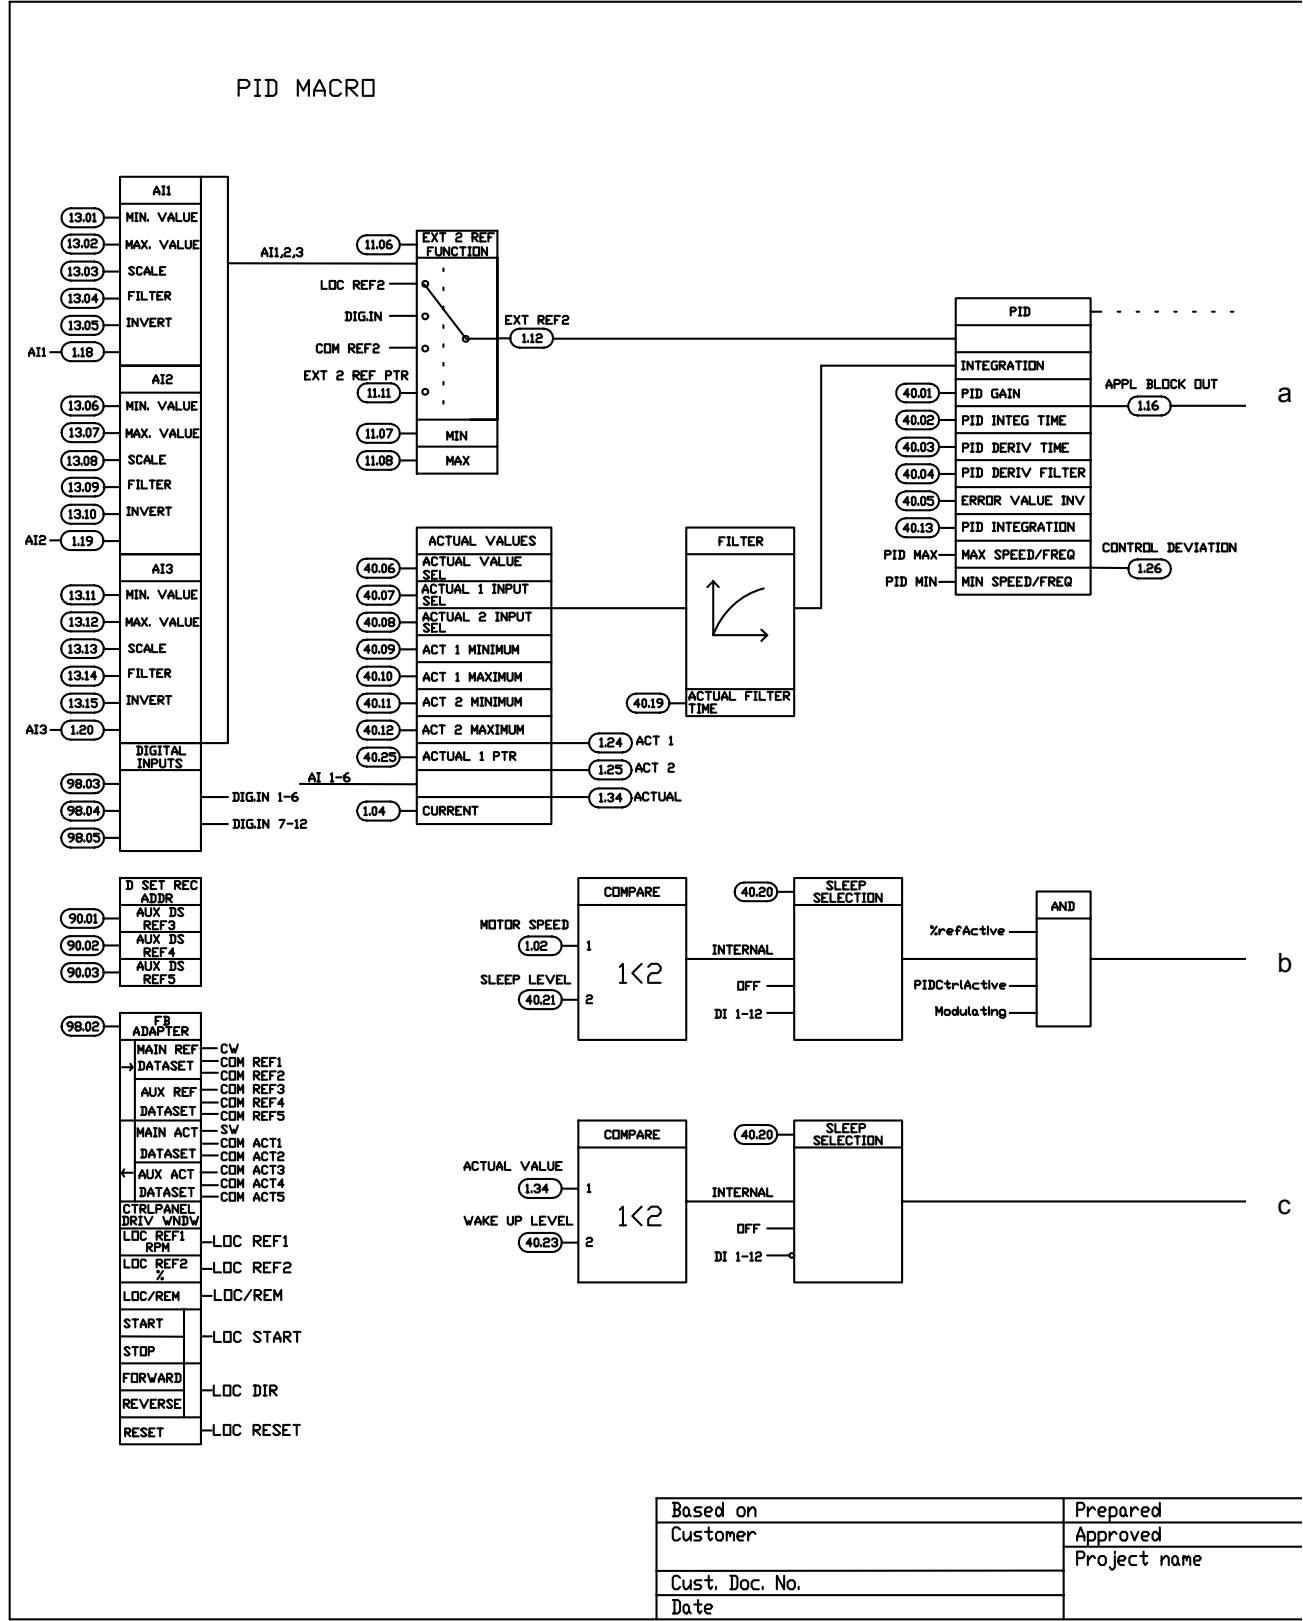 PID MACRO
AI1
13.01 MIN. VALUE
13.02 MAX. VALUE
13.03 SCALE
13.04 FILTER
13.05 INVERT
AI1 1.18
AI2
13.06 MIN. VALUE
13.07 MAX. VALUE
13.08 SCALE
13.09 FILTER
13.10 INVERT
AI2 1.19
AI3
13.11 MIN. VALUE
13.12 MAX. VALUE
13.13 SCALE
13.14 FILTER
13.15 INVERT
AI3 1.20
DIGITAL
INPUTS
98.03
DIG.IN 1-6
98.04
DIG.IN 7-12
98.05
AI1,2,3
11.06 EXT 2 REF
FUNCTION
LOC REF2
DIG.IN
COM REF2
EXT 2 REF PTR
11.11
11.07 MIN
11.08 MAX
EXT REF2
1.12
ACTUAL VALUES
40.06 ACTUAL VALUE
SEL
40.07 ACTUAL 1 INPUT
SEL
40.08 ACTUAL 2 INPUT
SEL
40.09 ACT 1 MINIMUM
40.10 ACT 1 MAXIMUM
40.11 ACT 2 MINIMUM
40.12 ACT 2 MAXIMUM
1.24 ACT 1
40.25 ACTUAL 1 PTR
1.25 ACT 2
AI 1-6
1.34 ACTUAL
1.04 CURRENT
FILTER
40.19 ACTUAL FILTER
TIME
PID
INTEGRATION
40.01 PID GAIN
APPL BLOCK OUT
1.16
a
40.02 PID INTEG TIME
40.03 PID DERIV TIME
40.04 PID DERIV FILTER
40.05 ERROR VALUE INV
40.13 PID INTEGRATION
PID MAX MAX SPEED/FREQ
CONTROL DEVIATION
1.26
PID MIN MIN SPEED/FREQ
D SET REC
ADDR
90.01 AUX DS
REF3
90.02 AUX DS
REF4
90.03 AUX DS
REF5
COMPARE
MOTOR SPEED
1.02 1
1<2
SLEEP LEVEL
40.21 2
40.20 SLEEP
SELECTION
INTERNAL
OFF
DI 1-12
AND
%refActive
PIDCtrlActive
Modulating
b
98.02 FB
ADAPTER
MAIN REF
DATASET
CW
COM REF1
COM REF2
AUX REF
DATASET
COM REF3
COM REF4
COM REF5
MAIN ACT
DATASET
SW
COM ACT1
COM ACT2
AUX ACT
DATASET
COM ACT3
COM ACT4
COM ACT5
CTRLPANEL
DRIV WNDW
LOC REF1
RPM
LOC REF1
LOC REF2
%
LOC REF2
LOC/REM LOC/REM
START
STOP
LOC START
FORWARD
REVERSE
LOC DIR
RESET LOC RESET
COMPARE
ACTUAL VALUE
1.34 1
1<2
WAKE UP LEVEL
40.23 2
40.20 SLEEP
SELECTION
INTERNAL
OFF
DI 1-12
c
Based on
Prepared
Customer
Approved
Project name
Cust. Doc. No.
Date